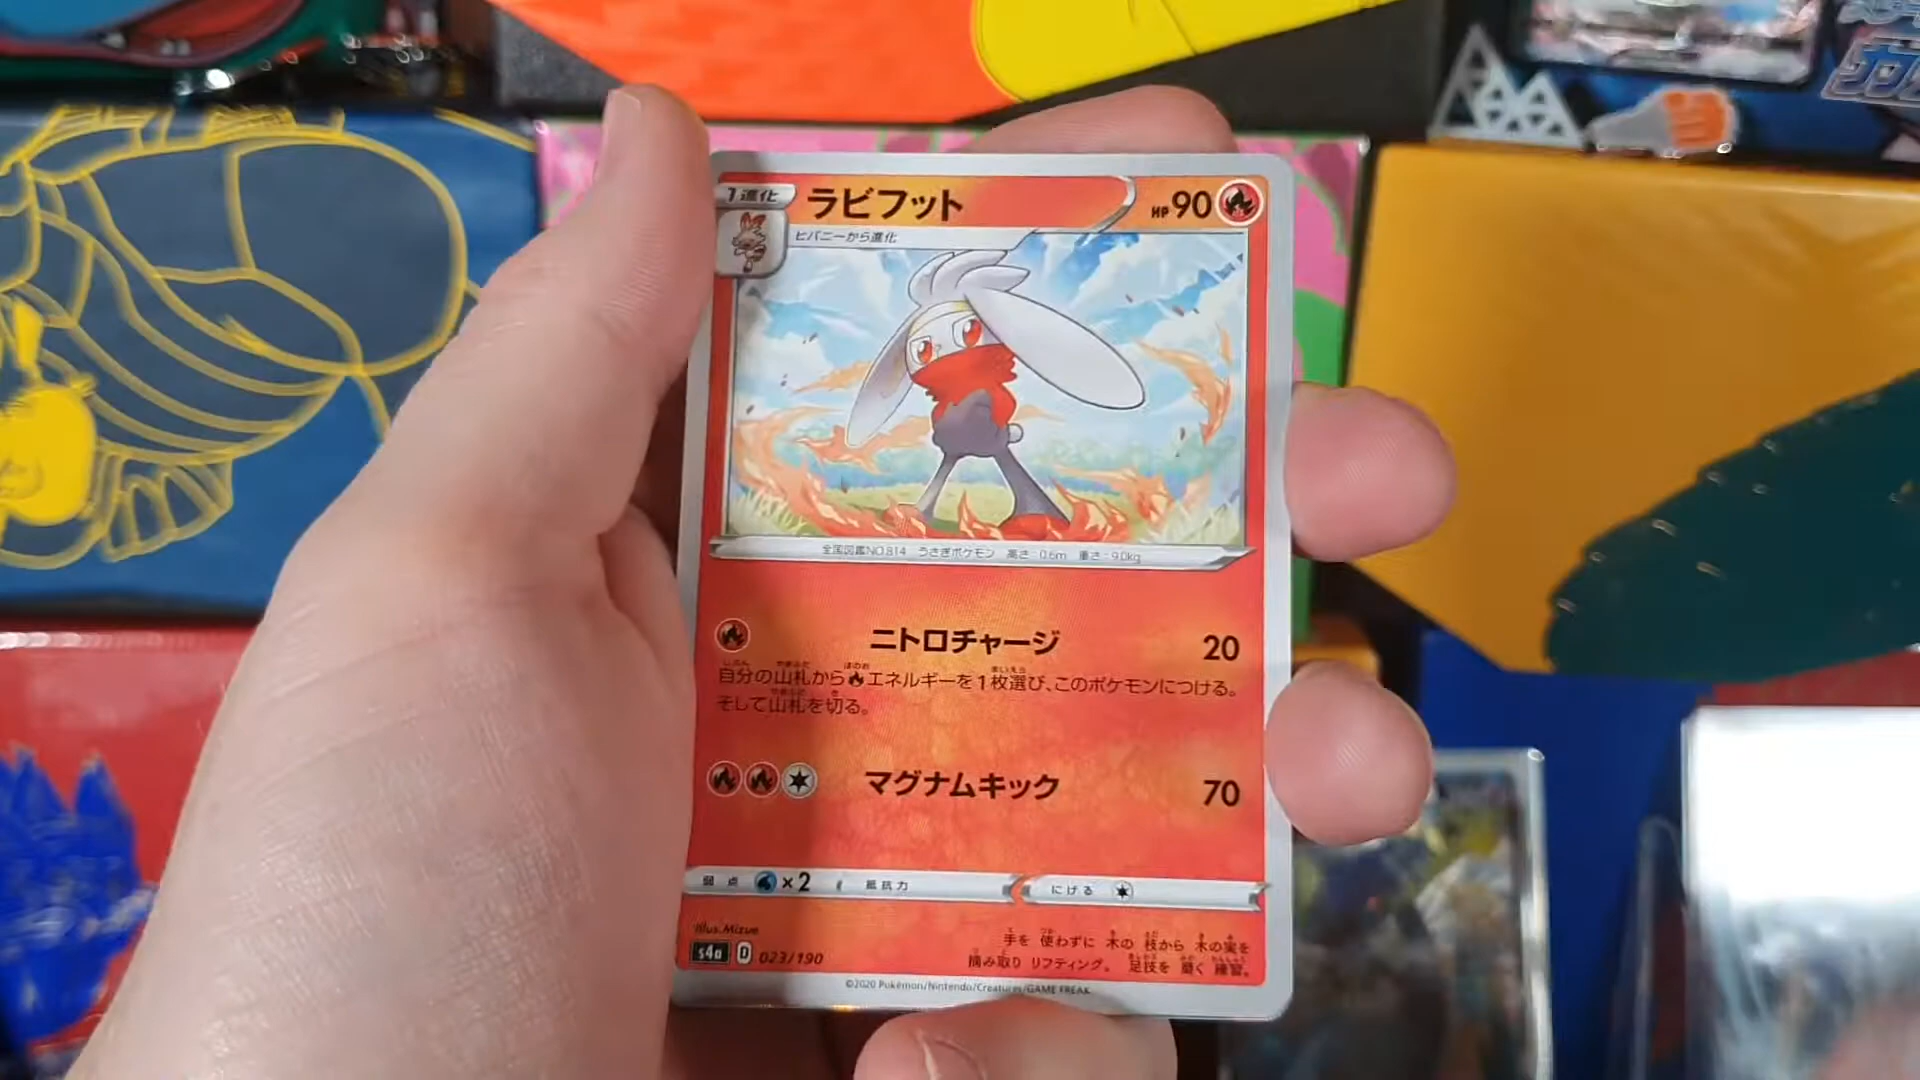 1進化
ラビフット
HP 90
ヒバニーから進化
全国図鑑NO.814 うさぎポケモン 高さ:0.6m 重さ:9.0kg
ニトロチャージ 20
自分の山札からエネルギーを1枚選び、このポケモンにつける。
そして山札を切る。
マグナムキック 70
弱点 ×2 抵抗力 にげる
Illus.Mizue
手を 使わずに 木の 枝から 木の実を
摘み取り リフティング。 足技を 磨く 練習。
s4a D 023/190
©2020 Pokémon/Nintendo/Creatures/GAME FREAK